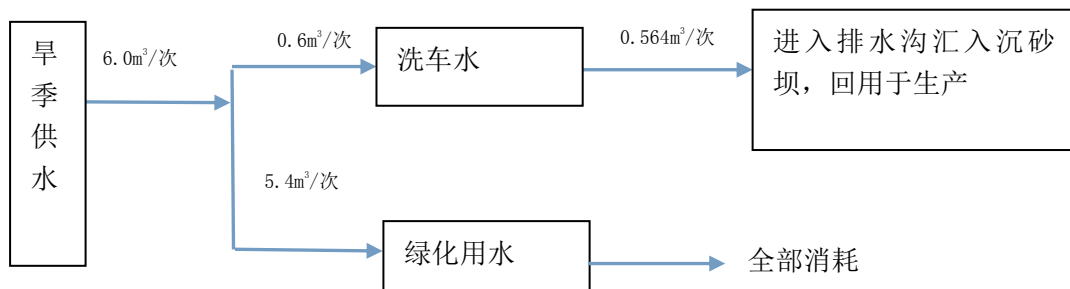 旱季供水
6.0m³/次
0.6m³/次
洗车水
0.564m³/次
进入排水沟汇入沉砂
坝，回用于生产
5.4m³/次
绿化用水
全部消耗